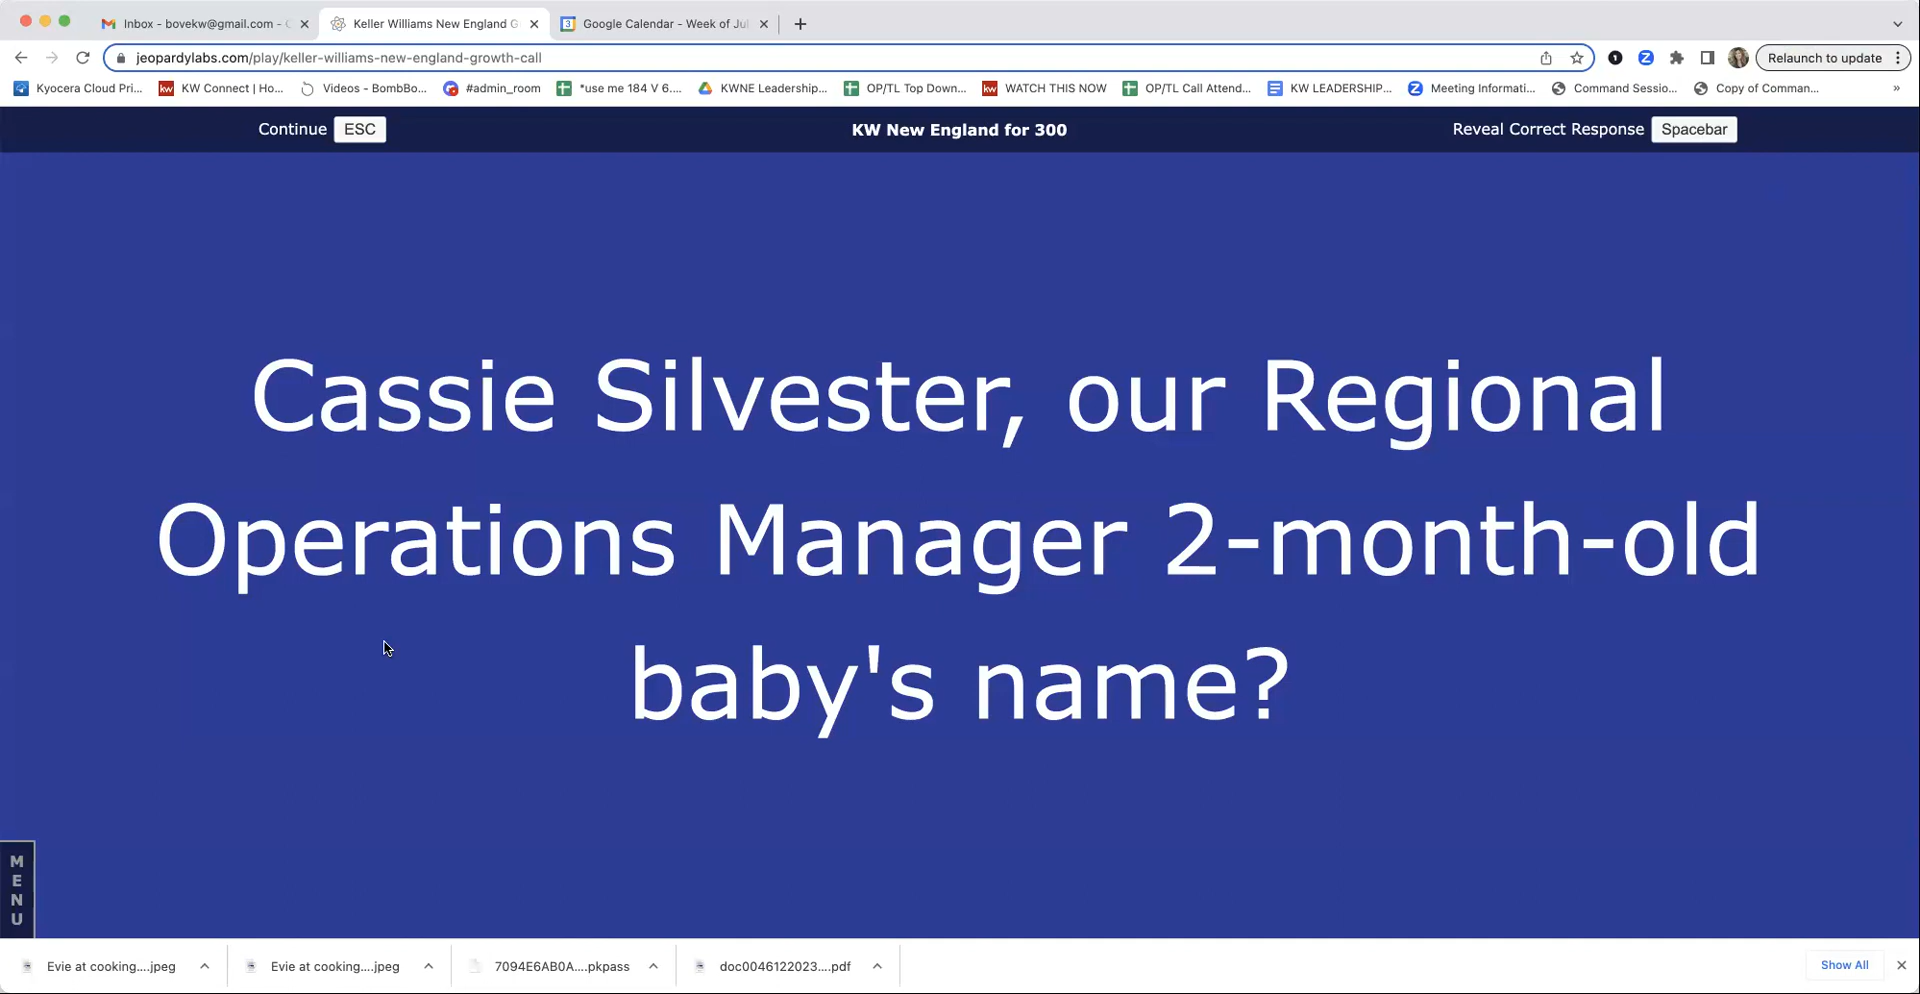 Inbox - bovekw@gmail.com - G
Keller Williams New England G
Google Calendar - Week of Jul
jeopardylabs.com/play/keller-williams-new-england-growth-call
Relaunch to update
Kyocera Cloud Pri...
KW Connect | Ho...
Videos - BombBo...
#admin_room
*use me 184 V 6....
KWNE Leadership...
OP/TL Top Down...
WATCH THIS NOW
OP/TL Call Attend...
KW LEADERSHIP...
Meeting Informati...
Command Sessio...
Copy of Comman...
»
Continue ESC
KW New England for 300
Reveal Correct Response Spacebar
Cassie Silvester, our Regional
Operations Manager 2-month-old
baby's name?
MENU
Evie at cooking....jpeg
Evie at cooking....jpeg
7094E6AB0A....pkpass
doc0046122023....pdf
Show All